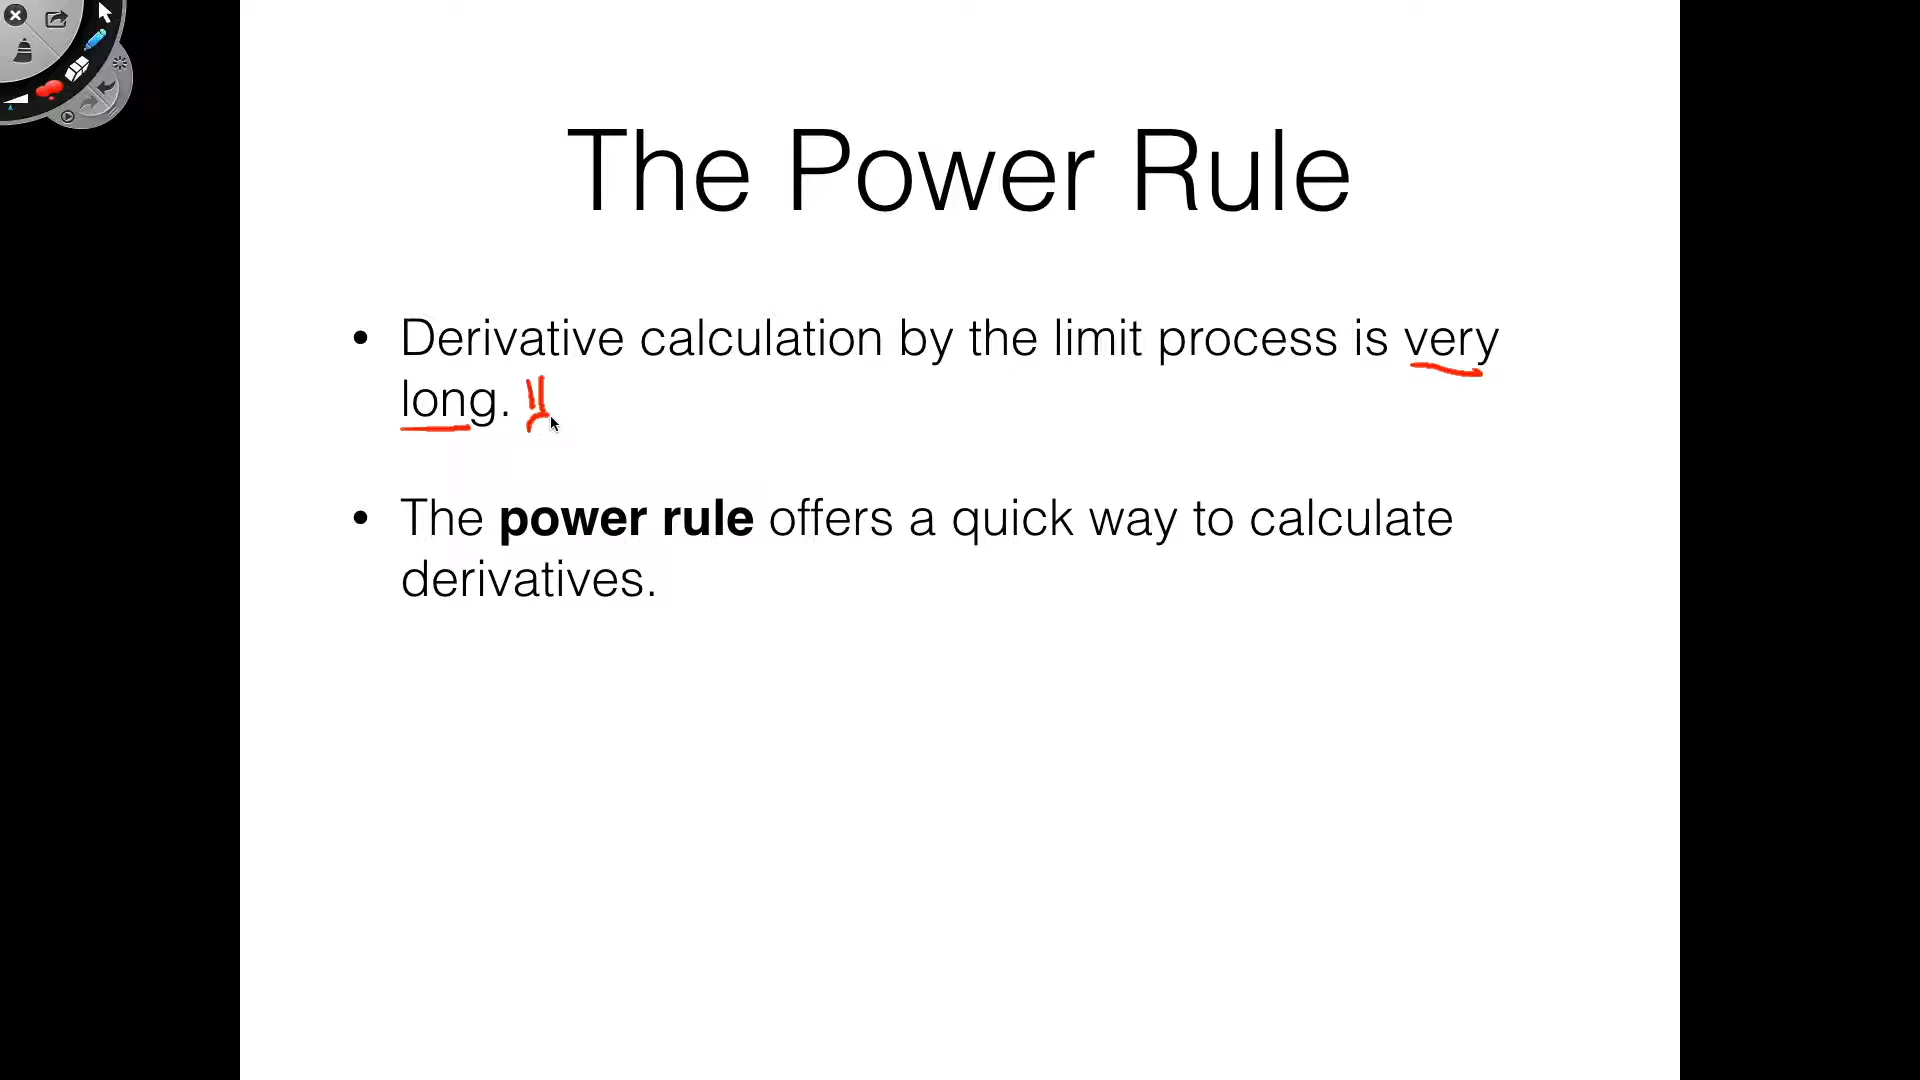 The Power Rule
• Derivative calculation by the limit process is very
long.
• The power rule offers a quick way to calculate
derivatives.